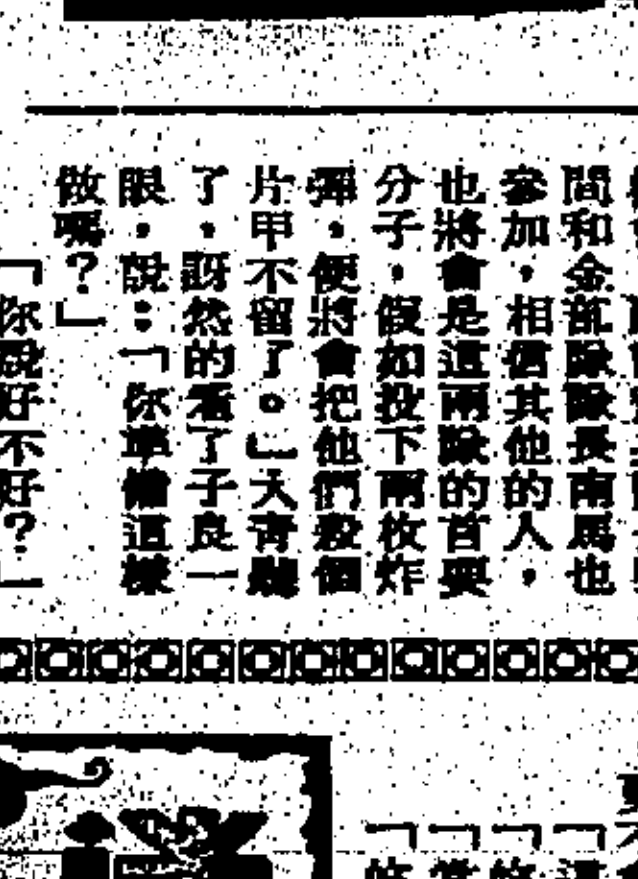 間和金部隊隊長南馬也
參加，相信其他的人，
也將會是這兩隊的首要
分子，假如投下兩枚炸
彈，便將會把他們殺個
片甲不留了。」大青聽
了，訝然的看了子良一
眼，說：「你準備這樣
做嗎？」
「你說好不好？」